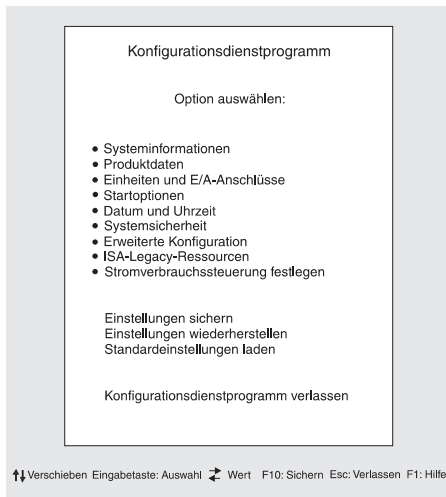 Konfigurationsdienstprogramm
Option auswählen:
• Systeminformationen
• Produktdaten
• Einheiten und E/A-Anschlüsse
• Startoptionen
• Datum und Uhrzeit
• Systemsicherheit
• Erweiterte Konfiguration
• ISA-Legacy-Ressourcen
• Stromverbrauchssteuerung festlegen
Einstellungen sichern
Einstellungen wiederherstellen
Standardeinstellungen laden
Konfigurationsdienstprogramm verlassen
Verschieben Eingabetaste: Auswahl Wert F10: Sichern Esc: Verlassen F1: Hilfe